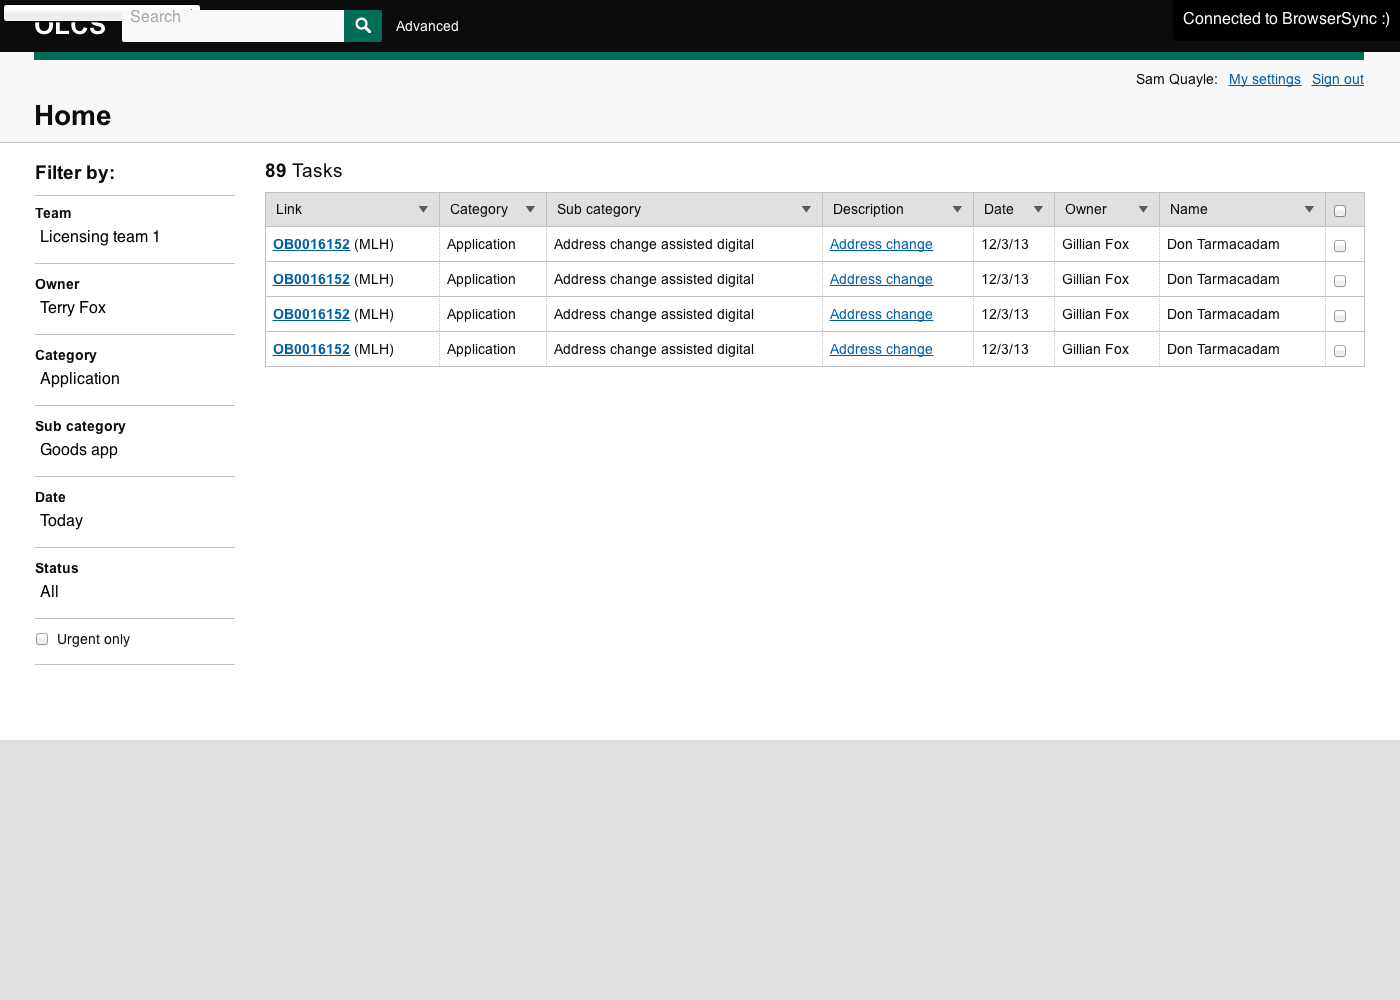 OLCS Search Advanced Connected to BrowserSync :)
Sam Quayle: My settings Sign out
Home
Filter by:
Team
Licensing team 1
Owner
Terry Fox
Category
Application
Sub category
Goods app
Date
Today
Status
All
Urgent only
89 Tasks
Link Category Sub category Description Date Owner Name
OB0016152 (MLH) Application Address change assisted digital Address change 12/3/13 Gillian Fox Don Tarmacadam
OB0016152 (MLH) Application Address change assisted digital Address change 12/3/13 Gillian Fox Don Tarmacadam
OB0016152 (MLH) Application Address change assisted digital Address change 12/3/13 Gillian Fox Don Tarmacadam
OB0016152 (MLH) Application Address change assisted digital Address change 12/3/13 Gillian Fox Don Tarmacadam